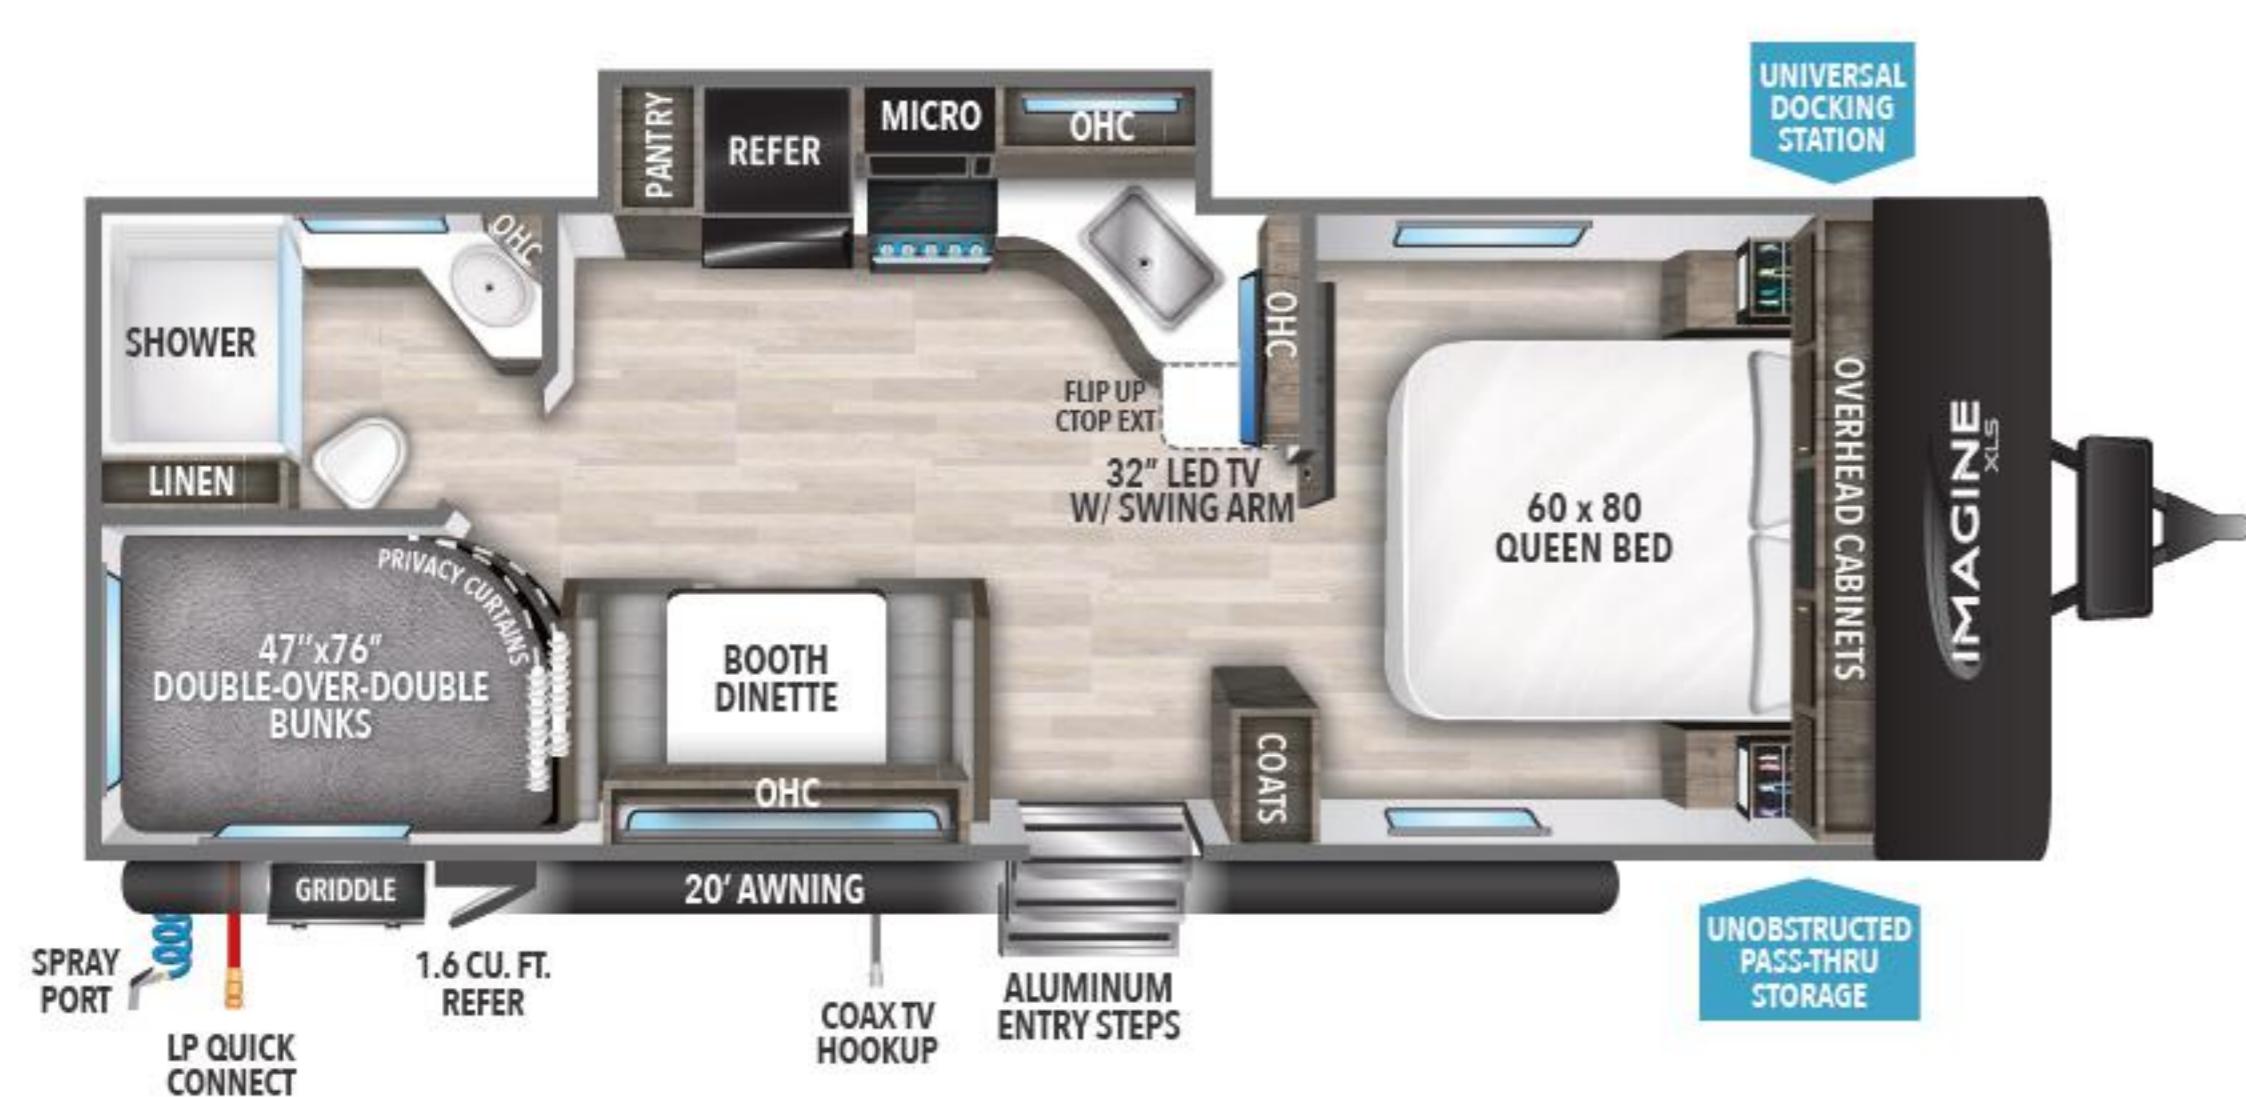 UNIVERSAL
DOCKING
STATION
PANTRY
REFER
MICRO
OHC
OHC
SHOWER
OHC
FLIP UP
CTOP EXT
32" LED TV
W/ SWING ARM
LINEN
60 x 80
QUEEN BED
OVERHEAD CABINETS
IMAGINE
XLS
PRIVACY CURTAINS
47"x76"
DOUBLE-OVER-DOUBLE
BUNKS
BOOTH
DINETTE
OHC
COATS
GRIDDLE
20' AWNING
SPRAY
PORT
1.6 CU. FT.
REFER
LP QUICK
CONNECT
COAX TV
HOOKUP
ALUMINUM
ENTRY STEPS
UNOBSTRUCTED
PASS-THRU
STORAGE